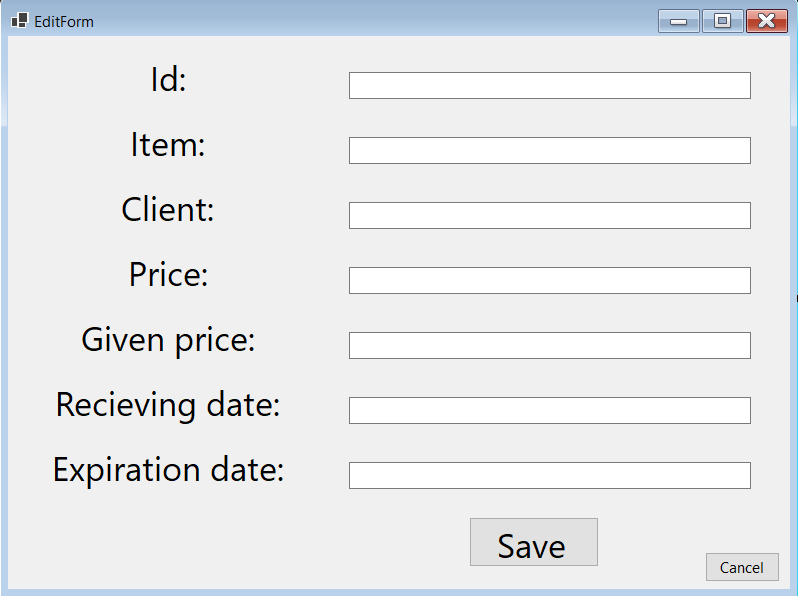 EditForm
Id:
Item:
Client:
Price:
Given price:
Recieving date:
Expiration date:
Save
Cancel